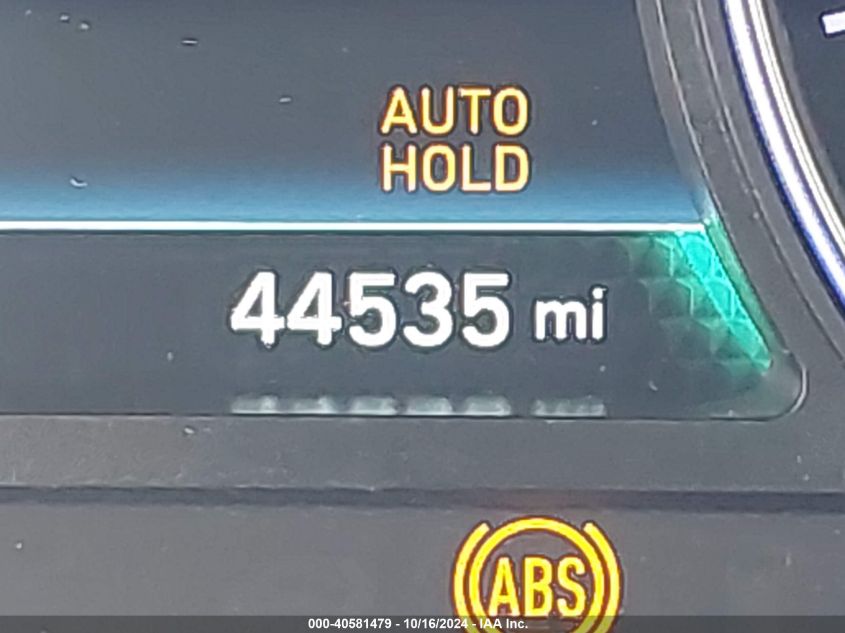 AUTO
HOLD
44535 mi
ABS
000-40581479 - 10/16/2024 - IAA Inc.